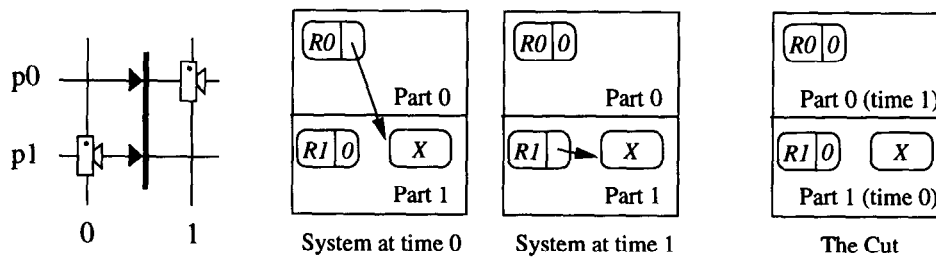 p0
p1
0
1
R0
Part 0
R1 0
X
Part 1
System at time 0
R0 0
Part 0
R1
X
Part 1
System at time 1
R0 0
Part 0 (time 1)
R1 0
X
Part 1 (time 0)
The Cut